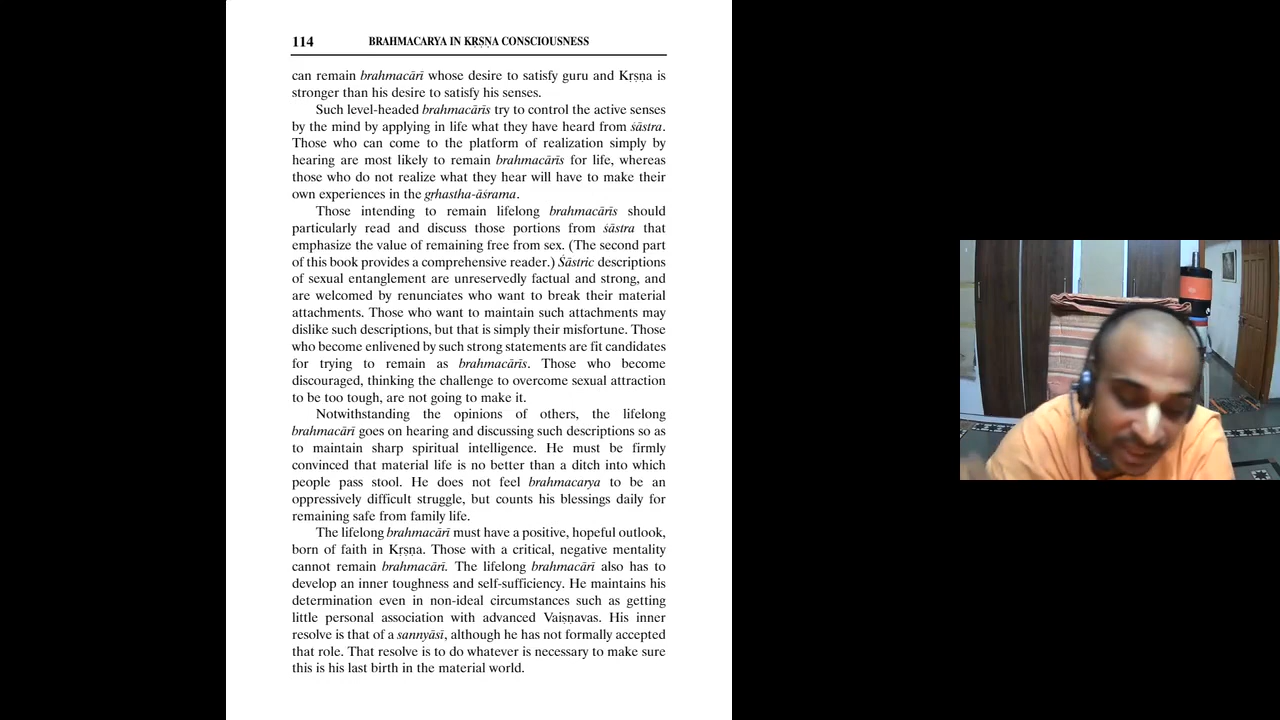 114 BRAHMACARYA IN KṚṢṆA CONSCIOUSNESS
can remain brahmacārī whose desire to satisfy guru and Kṛṣṇa is
stronger than his desire to satisfy his senses.
Such level-headed brahmacārīs try to control the active senses
by the mind by applying in life what they have heard from śāstra.
Those who can come to the platform of realization simply by
hearing are most likely to remain brahmacārīs for life, whereas
those who do not realize what they hear will have to make their
own experiences in the gṛhastha-āśrama.
Those intending to remain lifelong brahmacārīs should
particularly read and discuss those portions from śāstra that
emphasize the value of remaining free from sex. (The second part
of this book provides a comprehensive reader.) Śāstric descriptions
of sexual entanglement are unreservedly factual and strong, and
are welcomed by renunciates who want to break their material
attachments. Those who want to maintain such attachments may
dislike such descriptions, but that is simply their misfortune. Those
who become enlivened by such strong statements are fit candidates
for trying to remain as brahmacārīs. Those who become
discouraged, thinking the challenge to overcome sexual attraction
to be too tough, are not going to make it.
Notwithstanding the opinions of others, the lifelong
brahmacārī goes on hearing and discussing such descriptions so as
to maintain sharp spiritual intelligence. He must be firmly
convinced that material life is no better than a ditch into which
people pass stool. He does not feel brahmacarya to be an
oppressively difficult struggle, but counts his blessings daily for
remaining safe from family life.
The lifelong brahmacārī must have a positive, hopeful outlook,
born of faith in Kṛṣṇa. Those with a critical, negative mentality
cannot remain brahmacārī. The lifelong brahmacārī also has to
develop an inner toughness and self-sufficiency. He maintains his
determination even in non-ideal circumstances such as getting
little personal association with advanced Vaiṣṇavas. His inner
resolve is that of a sannyāsī, although he has not formally accepted
that role. That resolve is to do whatever is necessary to make sure
this is his last birth in the material world.